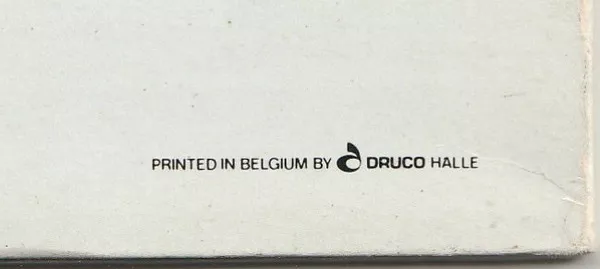 PRINTED IN BELGIUM BY DRUCO HALLE